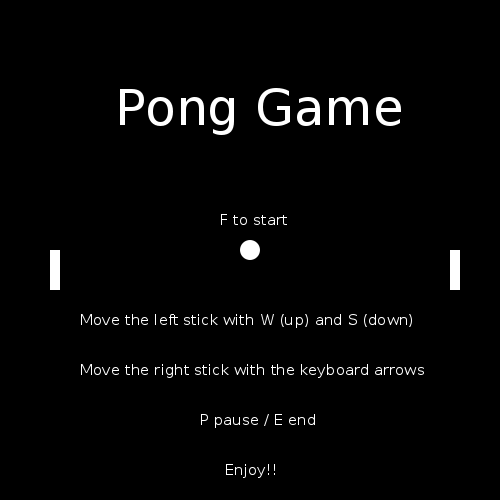 Pong Game
F to start
Move the left stick with W (up) and S (down)
Move the right stick with the keyboard arrows
P pause / E end
Enjoy!!